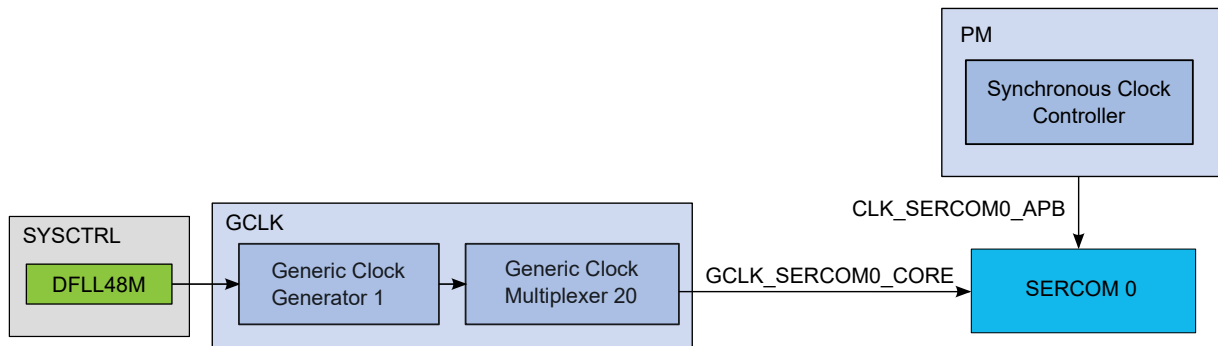 PM
Synchronous Clock
Controller
CLK_SERCOM0_APB
SYSCTRL
DFLL48M
GCLK
Generic Clock
Generator 1
Generic Clock
Multiplexer 20
GCLK_SERCOM0_CORE
SERCOM 0